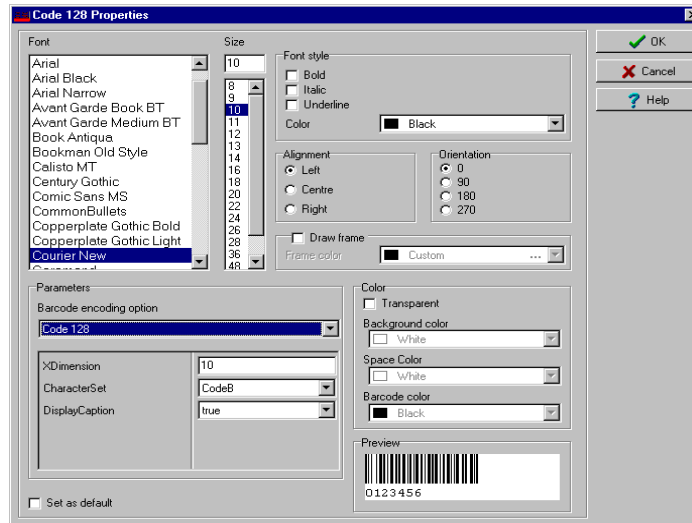 Code 128 Properties
Font
Size
Arial
Arial Black
Arial Narrow
Avant Garde Book BT
Avant Garde Medium BT
Book Antiqua
Bookman Old Style
Calisto MT
Century Gothic
Comic Sans MS
CommonBullets
Copperplate Gothic Bold
Copperplate Gothic Light
Courier New
Garamond
10
8
9
10
11
12
13
14
16
18
20
22
24
26
28
36
48
Font style
Bold
Italic
Underline
Color
Black
Alignment
Left
Centre
Right
Orientation
0
90
180
270
Draw frame
Frame color
Custom
...
OK
Cancel
? Help
Parameters
Barcode encoding option
Code 128
XDimension
10
CharacterSet
CodeB
DisplayCaption
true
Color
Transparent
Background color
White
Space Color
White
Barcode color
Black
Preview
0123456
Set as default